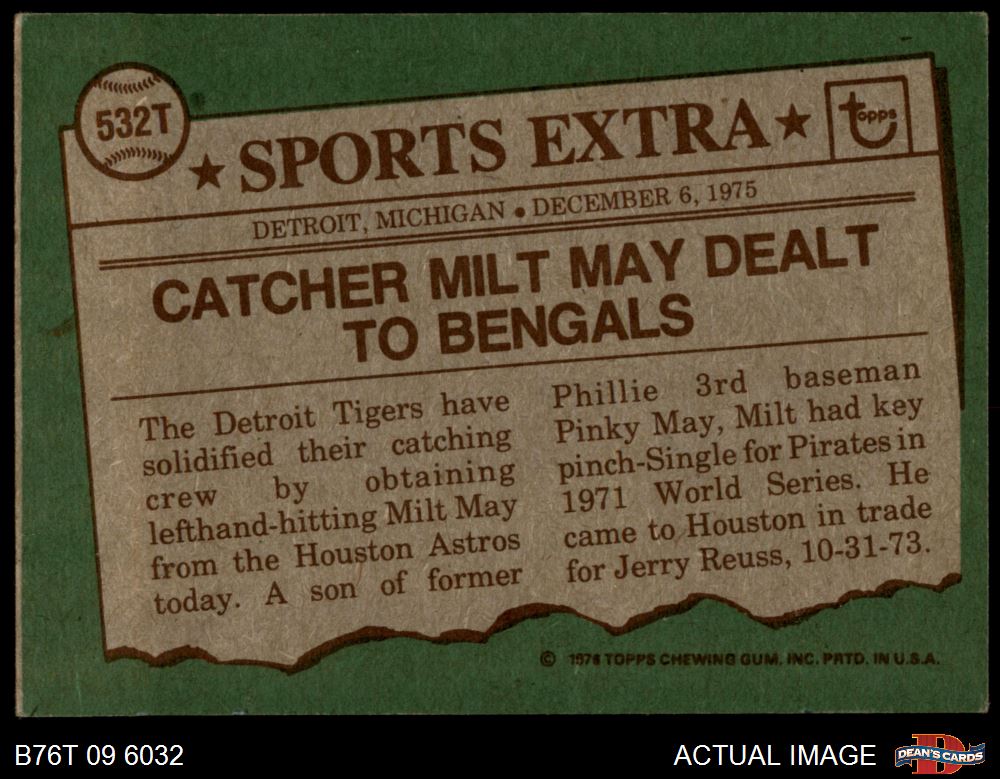 532T
★ SPORTS EXTRA ★
topps
DETROIT, MICHIGAN • DECEMBER 6, 1975
CATCHER MILT MAY DEALT
TO BENGALS
The Detroit Tigers have
solidified their catching
crew by obtaining
lefthand-hitting Milt May
from the Houston Astros
today. A son of former
Phillie 3rd baseman
Pinky May, Milt had key
pinch-Single for Pirates in
1971 World Series. He
came to Houston in trade
for Jerry Reuss, 10-31-73.
© 1976 TOPPS CHEWING GUM, INC. PRTD. IN U.S.A.
B76T 09 6032
ACTUAL IMAGE
D
DEAN'S CARDS